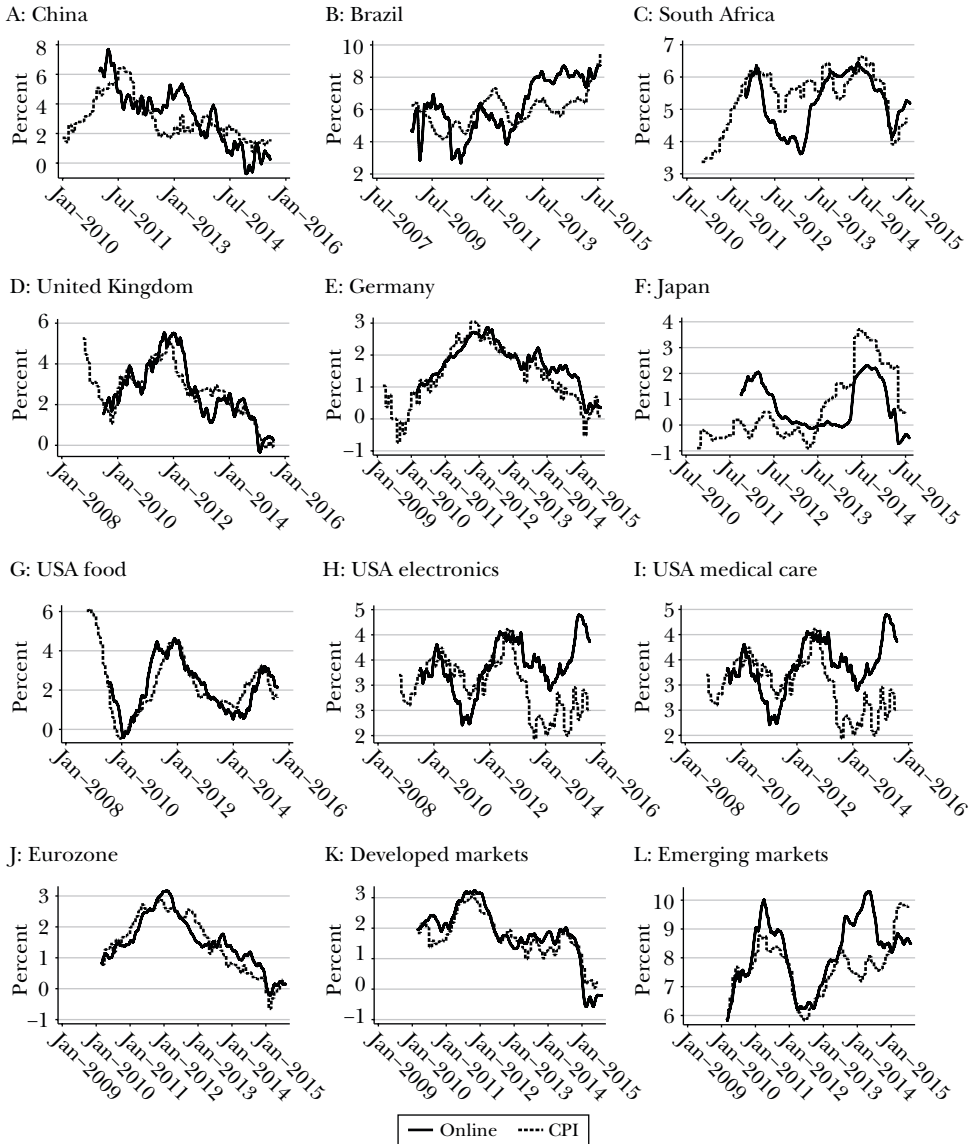 A: China
Percent
8
6
4
2
0
Jan–2010
Jul–2011
Jan–2013
Jul–2014
Jan–2016
B: Brazil
Percent
10
8
6
4
2
Jul–2007
Jul–2009
Jul–2011
Jul–2013
Jul–2015
C: South Africa
Percent
7
6
5
4
3
Jul–2010
Jul–2011
Jul–2012
Jul–2013
Jul–2014
Jul–2015
D: United Kingdom
Percent
6
4
2
0
Jan–2008
Jan–2010
Jan–2012
Jan–2014
Jan–2016
E: Germany
Percent
3
2
1
0
–1
Jan–2009
Jan–2010
Jan–2011
Jan–2012
Jan–2013
Jan–2014
Jan–2015
F: Japan
Percent
4
3
2
1
0
–1
Jul–2010
Jul–2011
Jul–2012
Jul–2013
Jul–2014
Jul–2015
G: USA food
Percent
6
4
2
0
Jan–2008
Jan–2010
Jan–2012
Jan–2014
Jan–2016
H: USA electronics
Percent
5
4
4
3
3
2
Jan–2008
Jan–2010
Jan–2012
Jan–2014
Jan–2016
I: USA medical care
Percent
5
4
4
3
3
2
Jan–2008
Jan–2010
Jan–2012
Jan–2014
Jan–2016
J: Eurozone
Percent
3
2
1
0
–1
Jan–2009
Jan–2010
Jan–2011
Jan–2012
Jan–2013
Jan–2014
Jan–2015
K: Developed markets
Percent
3
3
2
1
0
–1
Jan–2009
Jan–2010
Jan–2011
Jan–2012
Jan–2013
Jan–2014
Jan–2015
L: Emerging markets
Percent
10
9
8
7
6
Jan–2009
Jan–2010
Jan–2011
Jan–2012
Jan–2013
Jan–2014
Jan–2015
Online
CPI